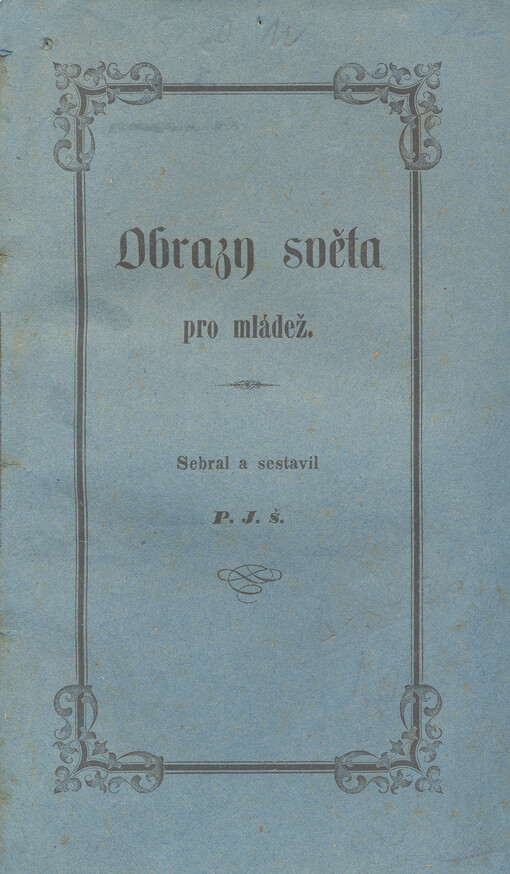 Obrazy světa
pro mládež.
Sebral a sestavil
P. J. š.